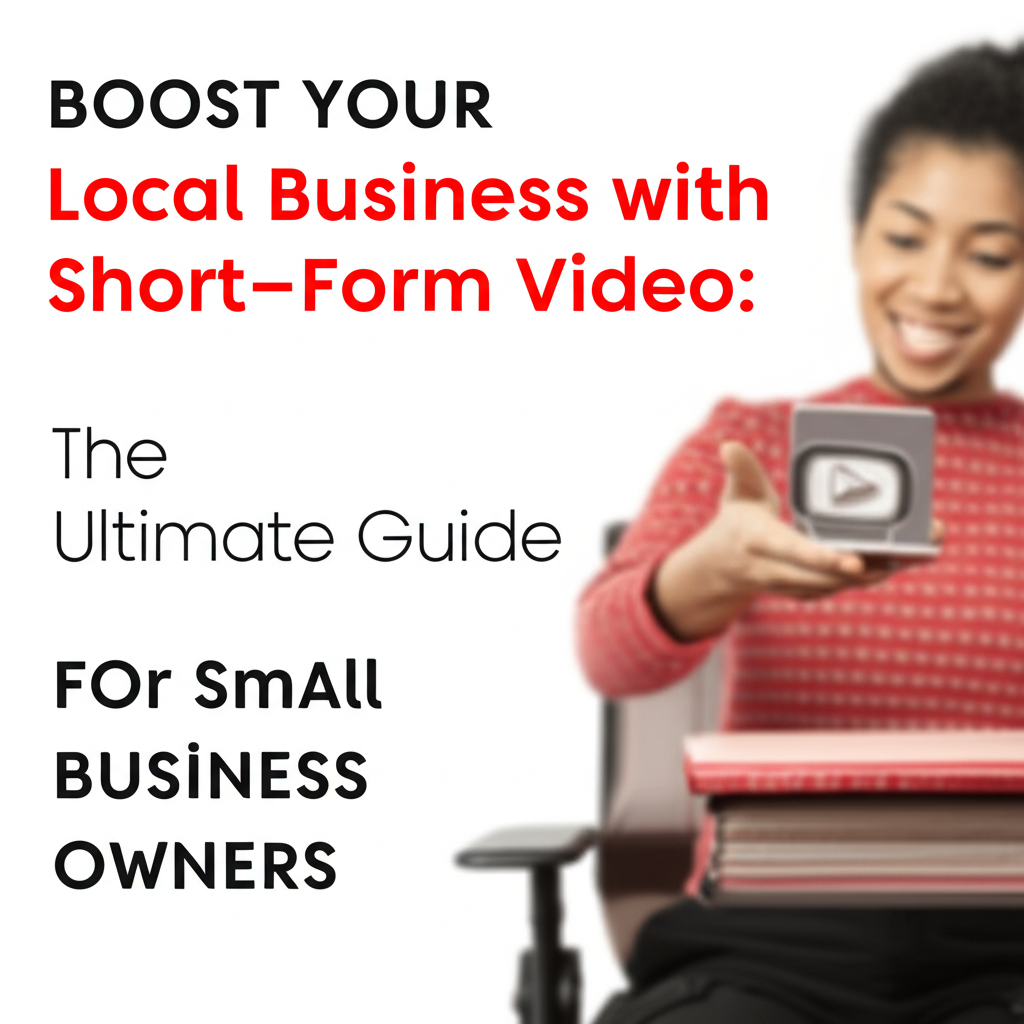 BOOST YOUR
Local Business with
Short–Form Video:
The
Ultimate Guide
FOr SmAll
BUSiNESS
OWNERS